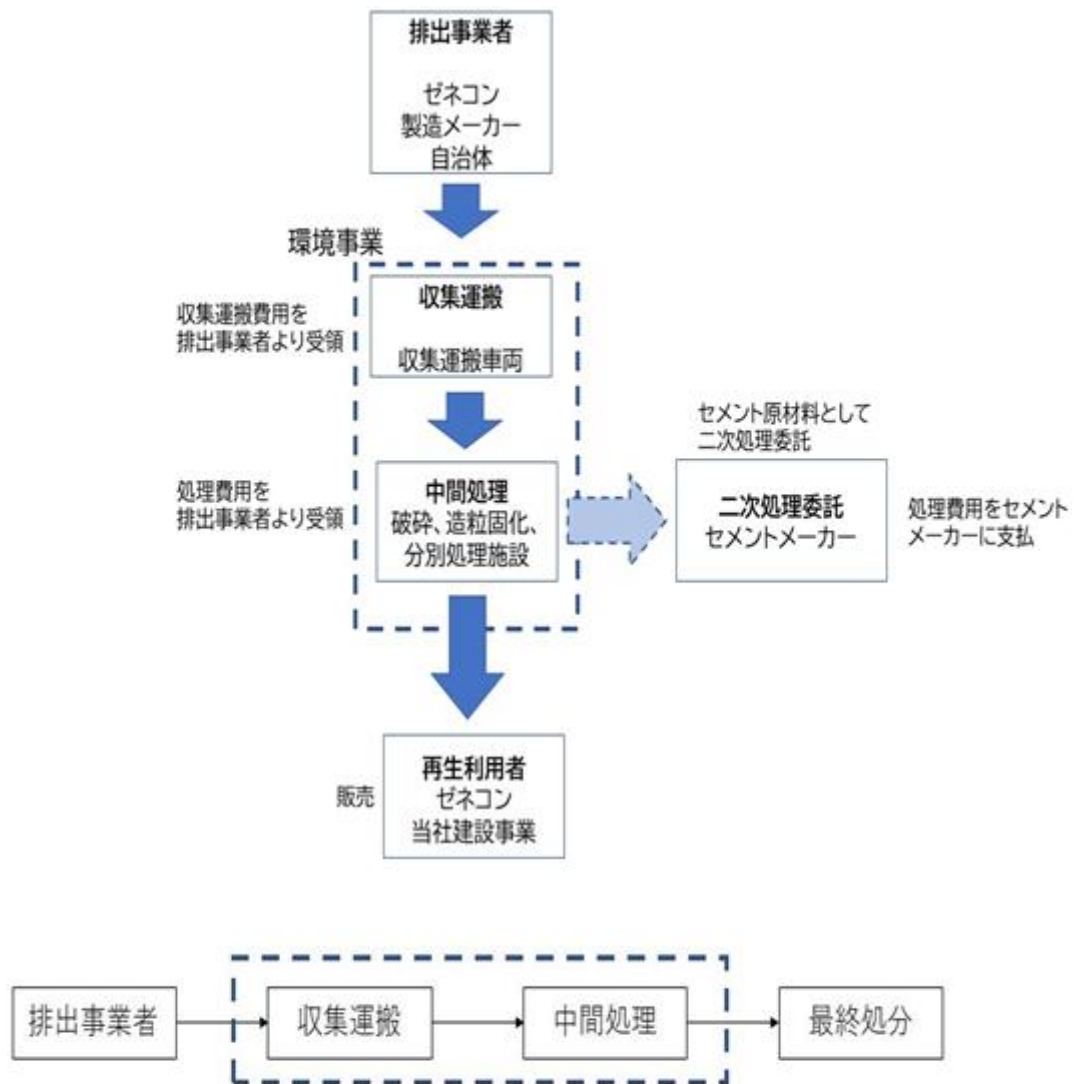 排出事業者
ゼネコン
製造メーカー
自治体
環境事業
収集運搬費用を
排出事業者より受領
収集運搬
収集運搬車両
処理費用を
排出事業者より受領
中間処理
破砕、造粒固化、
分別処理施設
セメント原材料として
二次処理委託
二次処理委託
セメントメーカー
処理費用をセメント
メーカーに支払
販売
再生利用者
ゼネコン
当社建設事業
排出事業者
収集運搬
中間処理
最終処分